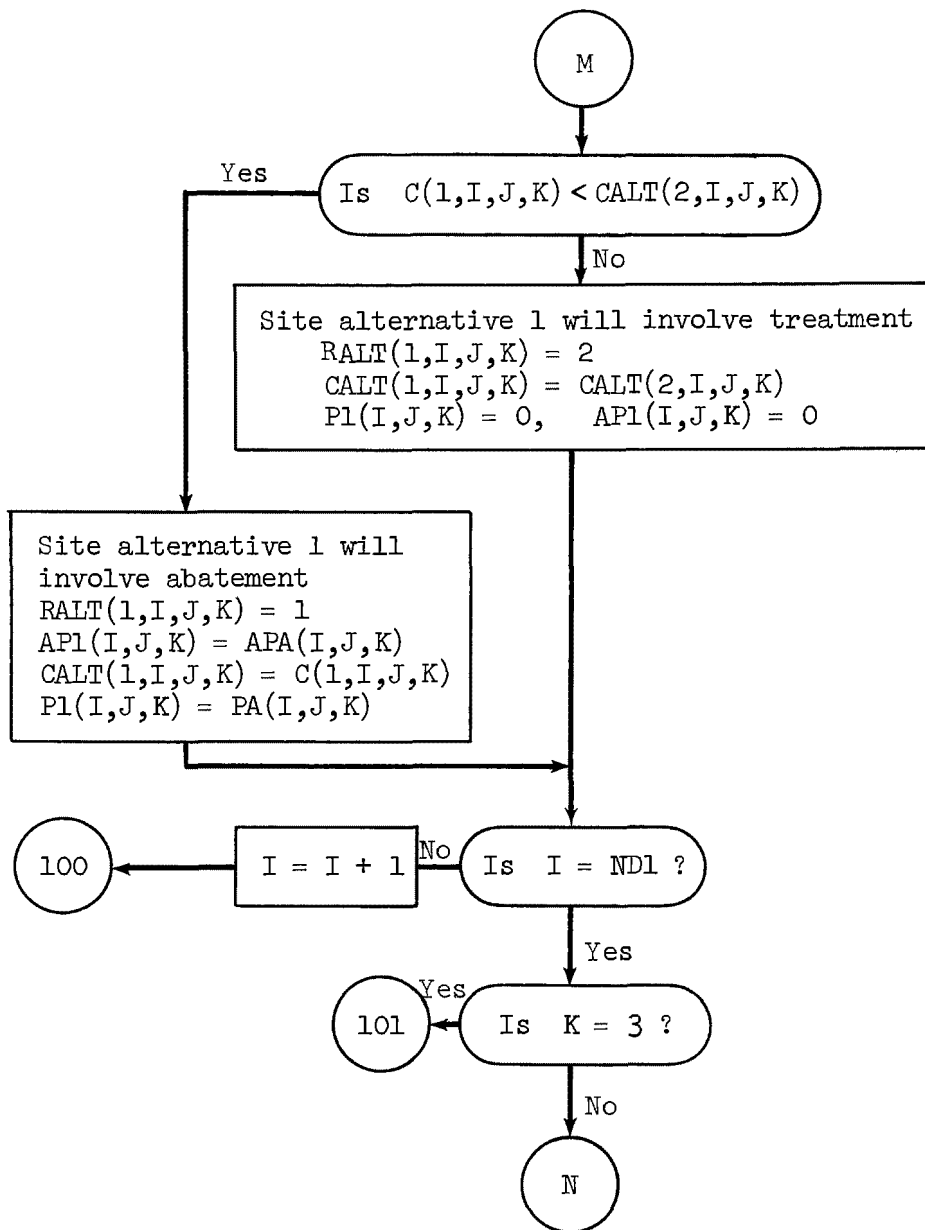 M
Yes
Is C(1,I,J,K) < CALT(2,I,J,K)
No
Site alternative 1 will involve treatment
RALT(1,I,J,K) = 2
CALT(1,I,J,K) = CALT(2,I,J,K)
P1(I,J,K) = 0, AP1(I,J,K) = 0
Site alternative 1 will
involve abatement
RALT(1,I,J,K) = 1
AP1(I,J,K) = APA(I,J,K)
CALT(1,I,J,K) = C(1,I,J,K)
P1(I,J,K) = PA(I,J,K)
100
I = I + 1
No
Is I = ND1 ?
Yes
101
Yes
Is K = 3 ?
No
N